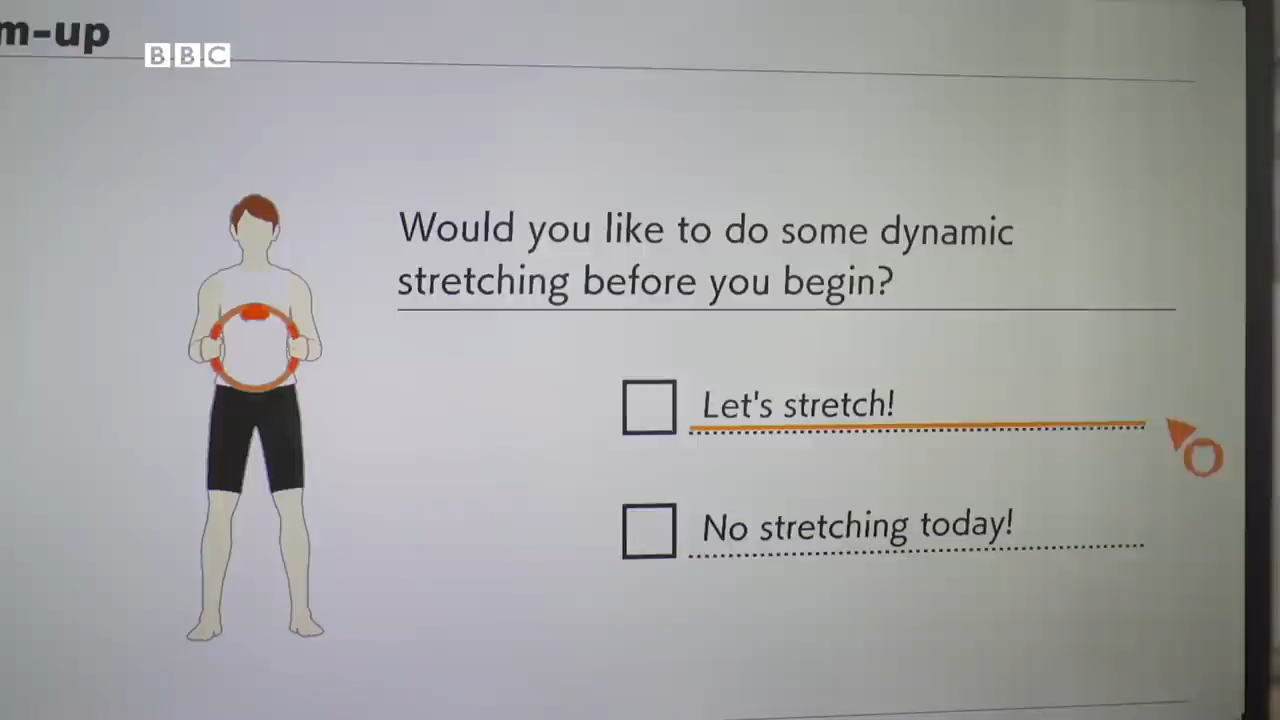 m-up
BBC
Would you like to do some dynamic
stretching before you begin?
Let's stretch!
No stretching today!